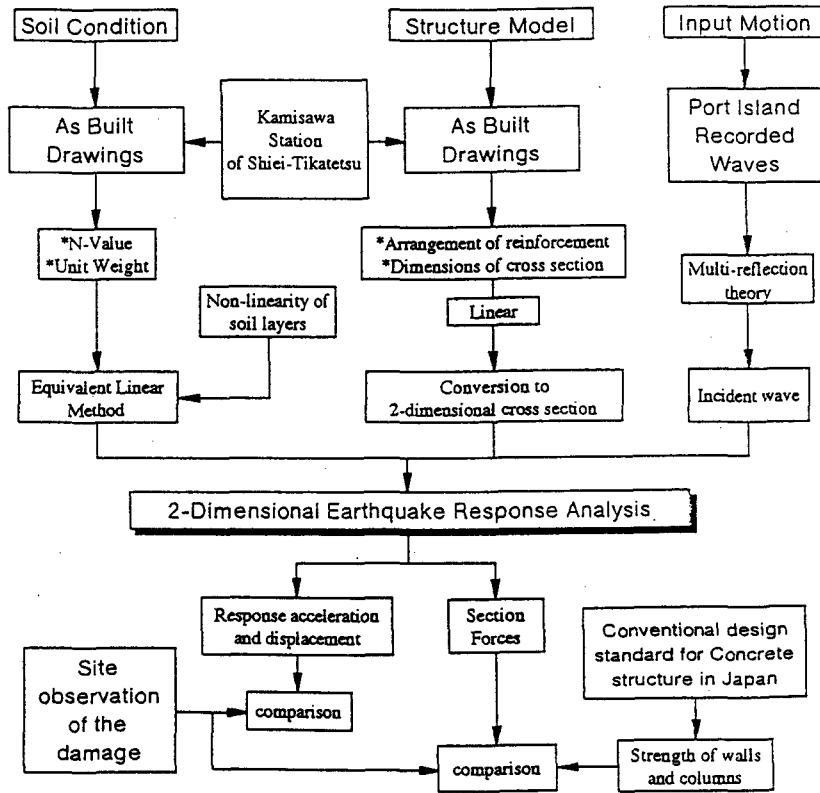 Soil Condition
Structure Model
Input Motion
As Built
Drawings
Kamisawa
Station
of Shiei-Tikatetsu
As Built
Drawings
Port Island
Recorded
Waves
*N-Value
*Unit Weight
*Arrangement of reinforcement
*Dimensions of cross section
Multi-reflection
theory
Non-linearity of
soil layers
Linear
Equivalent Linear
Method
Conversion to
2-dimensional cross section
Incident wave
2-Dimensional Earthquake Response Analysis
Response acceleration
and displacement
Section
Forces
Conventional design
standard for Concrete
structure in Japan
Site
observation
of the
damage
comparison
comparison
Strength of walls
and columns